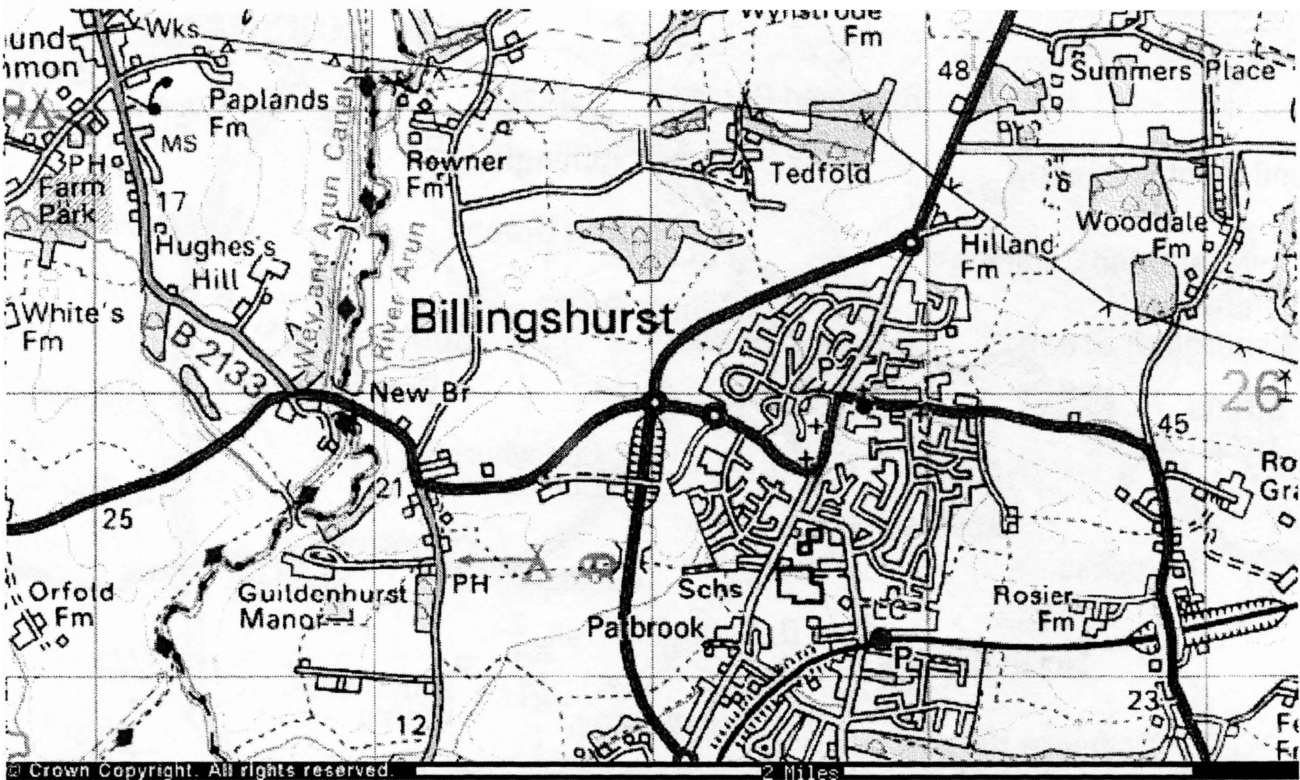 Wks
Wynstrode
Fm
48
Summers Place
Paplands
Fm
MS
PH
Farm
Park
17
Rowner
Fm
Tedfold
Wooddale
Fm
Hughes's
Hill
Wey and Arun Canal
River Arun
Hilland
Fm
White's
Fm
B 2133
Billingshurst
New Br
26
45
21
25
PH
Orfold
Fm
Guildenhurst
Manor
Schs
Rosier
Fm
LC
P
12
23
© Crown Copyright. All rights reserved.
2 Miles